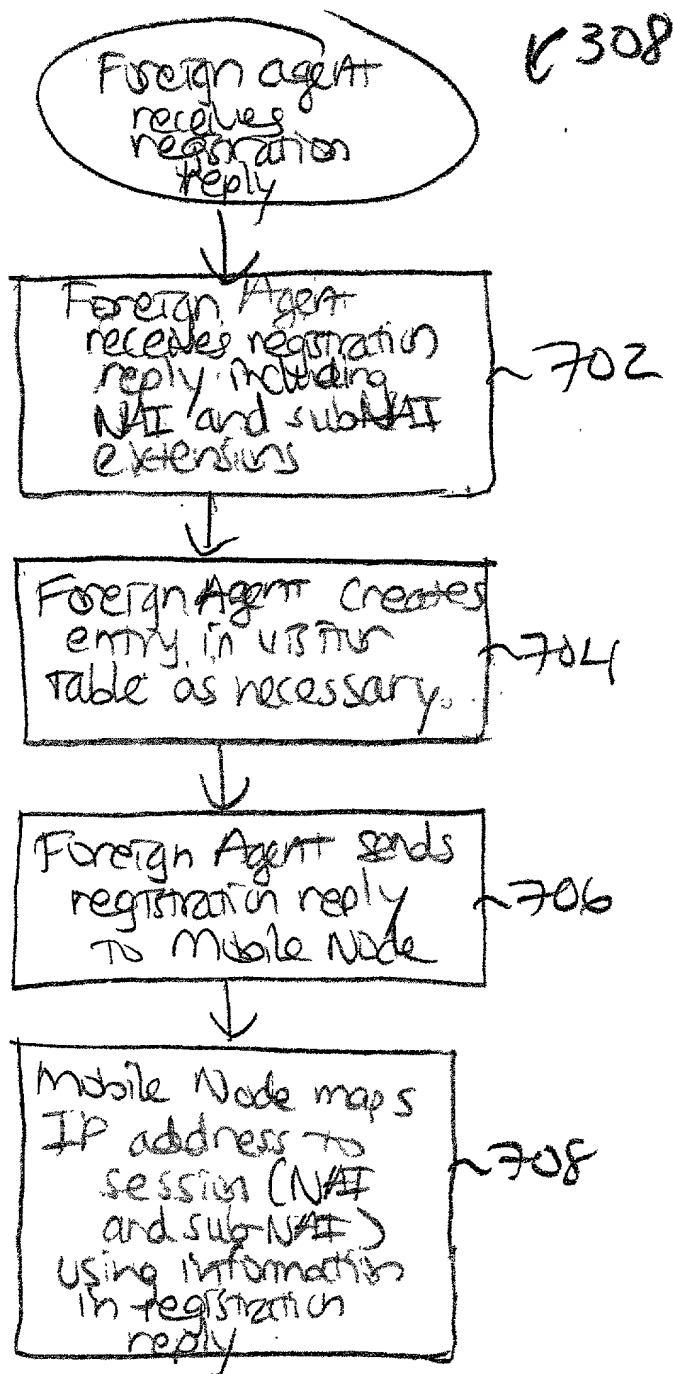 308
Foreign agent
receives
registration
reply
Foreign Agent
receives registration
reply including
NAI and subNAI
extensions
702
Foreign Agent creates
entry in visitor
table as necessary.
704
Foreign Agent sends
registration reply
to Mobile Node
706
Mobile Node maps
IP address to
session (NAI
and sub-NAI)
using information
in registration
reply
708